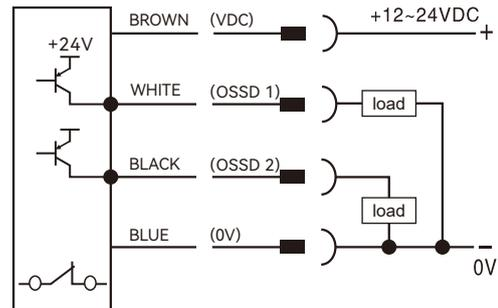 BROWN (VDC) +12~24VDC +
+24V
WHITE (OSSD 1) load
BLACK (OSSD 2)
load
BLUE (0V) −
0V